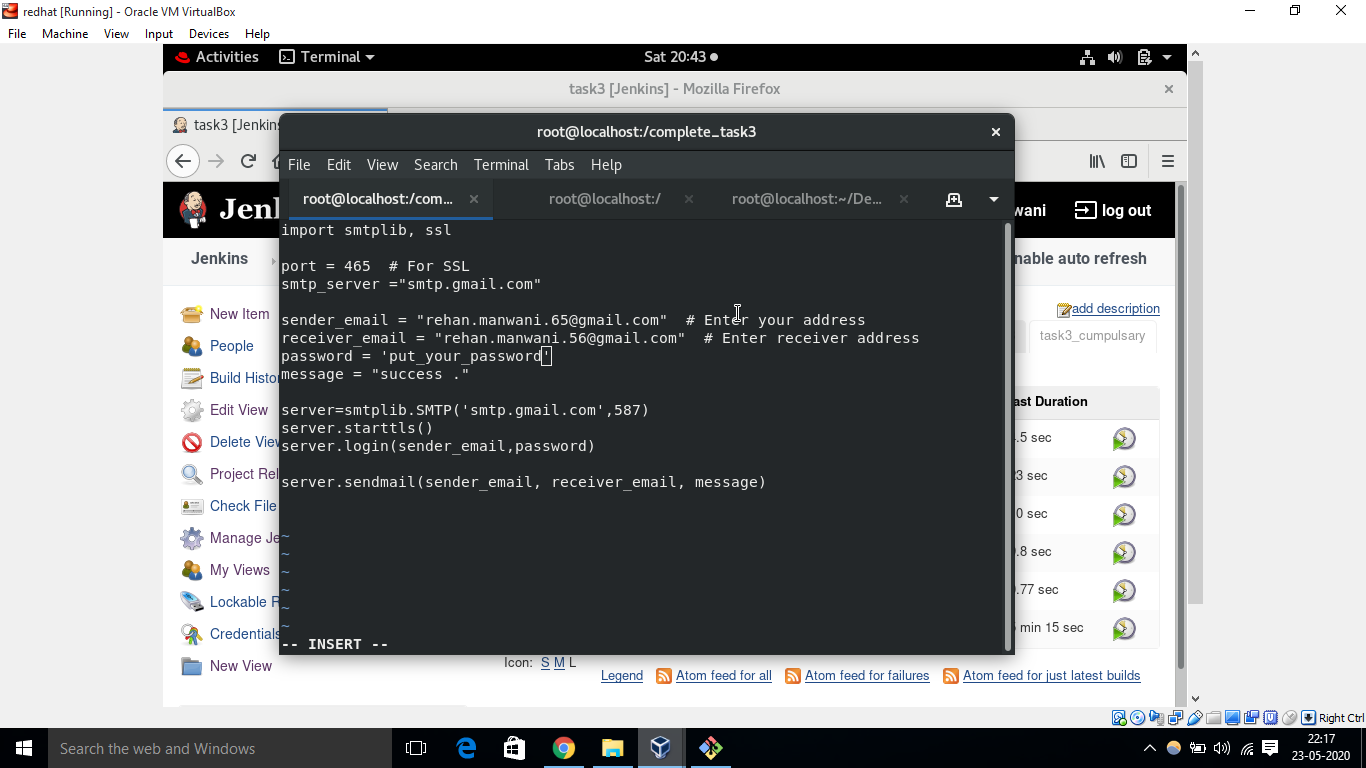 redhat [Running] - Oracle VM VirtualBox
File Machine View Input Devices Help
Activities Terminal Sat 20:43
task3 [Jenkins] - Mozilla Firefox
task3 [Jenkins
root@localhost:/complete_task3
File Edit View Search Terminal Tabs Help
root@localhost:/com... root@localhost:/ root@localhost:~/De...
log out
Jenkins
nable auto refresh
add description
task3_cumpulsary
New Item
People
Build Histo
Edit View
Delete View
Project Rel
Check File
Manage Je
My Views
Lockable R
Credentials
New View
import smtplib, ssl
port = 465  # For SSL
smtp_server ="smtp.gmail.com"
sender_email = "rehan.manwani.65@gmail.com"  # Enter your address
receiver_email = "rehan.manwani.56@gmail.com"  # Enter receiver address
password = 'put_your_password'
message = "success ."
server=smtplib.SMTP('smtp.gmail.com',587)
server.starttls()
server.login(sender_email,password)
server.sendmail(sender_email, receiver_email, message)
~
~
~
~
~
~
-- INSERT --
ast Duration
.5 sec
3 sec
0 sec
.8 sec
.77 sec
min 15 sec
Icon: S M L
Legend Atom feed for all Atom feed for failures Atom feed for just latest builds
Right Ctrl
Search the web and Windows
22:17
23-05-2020